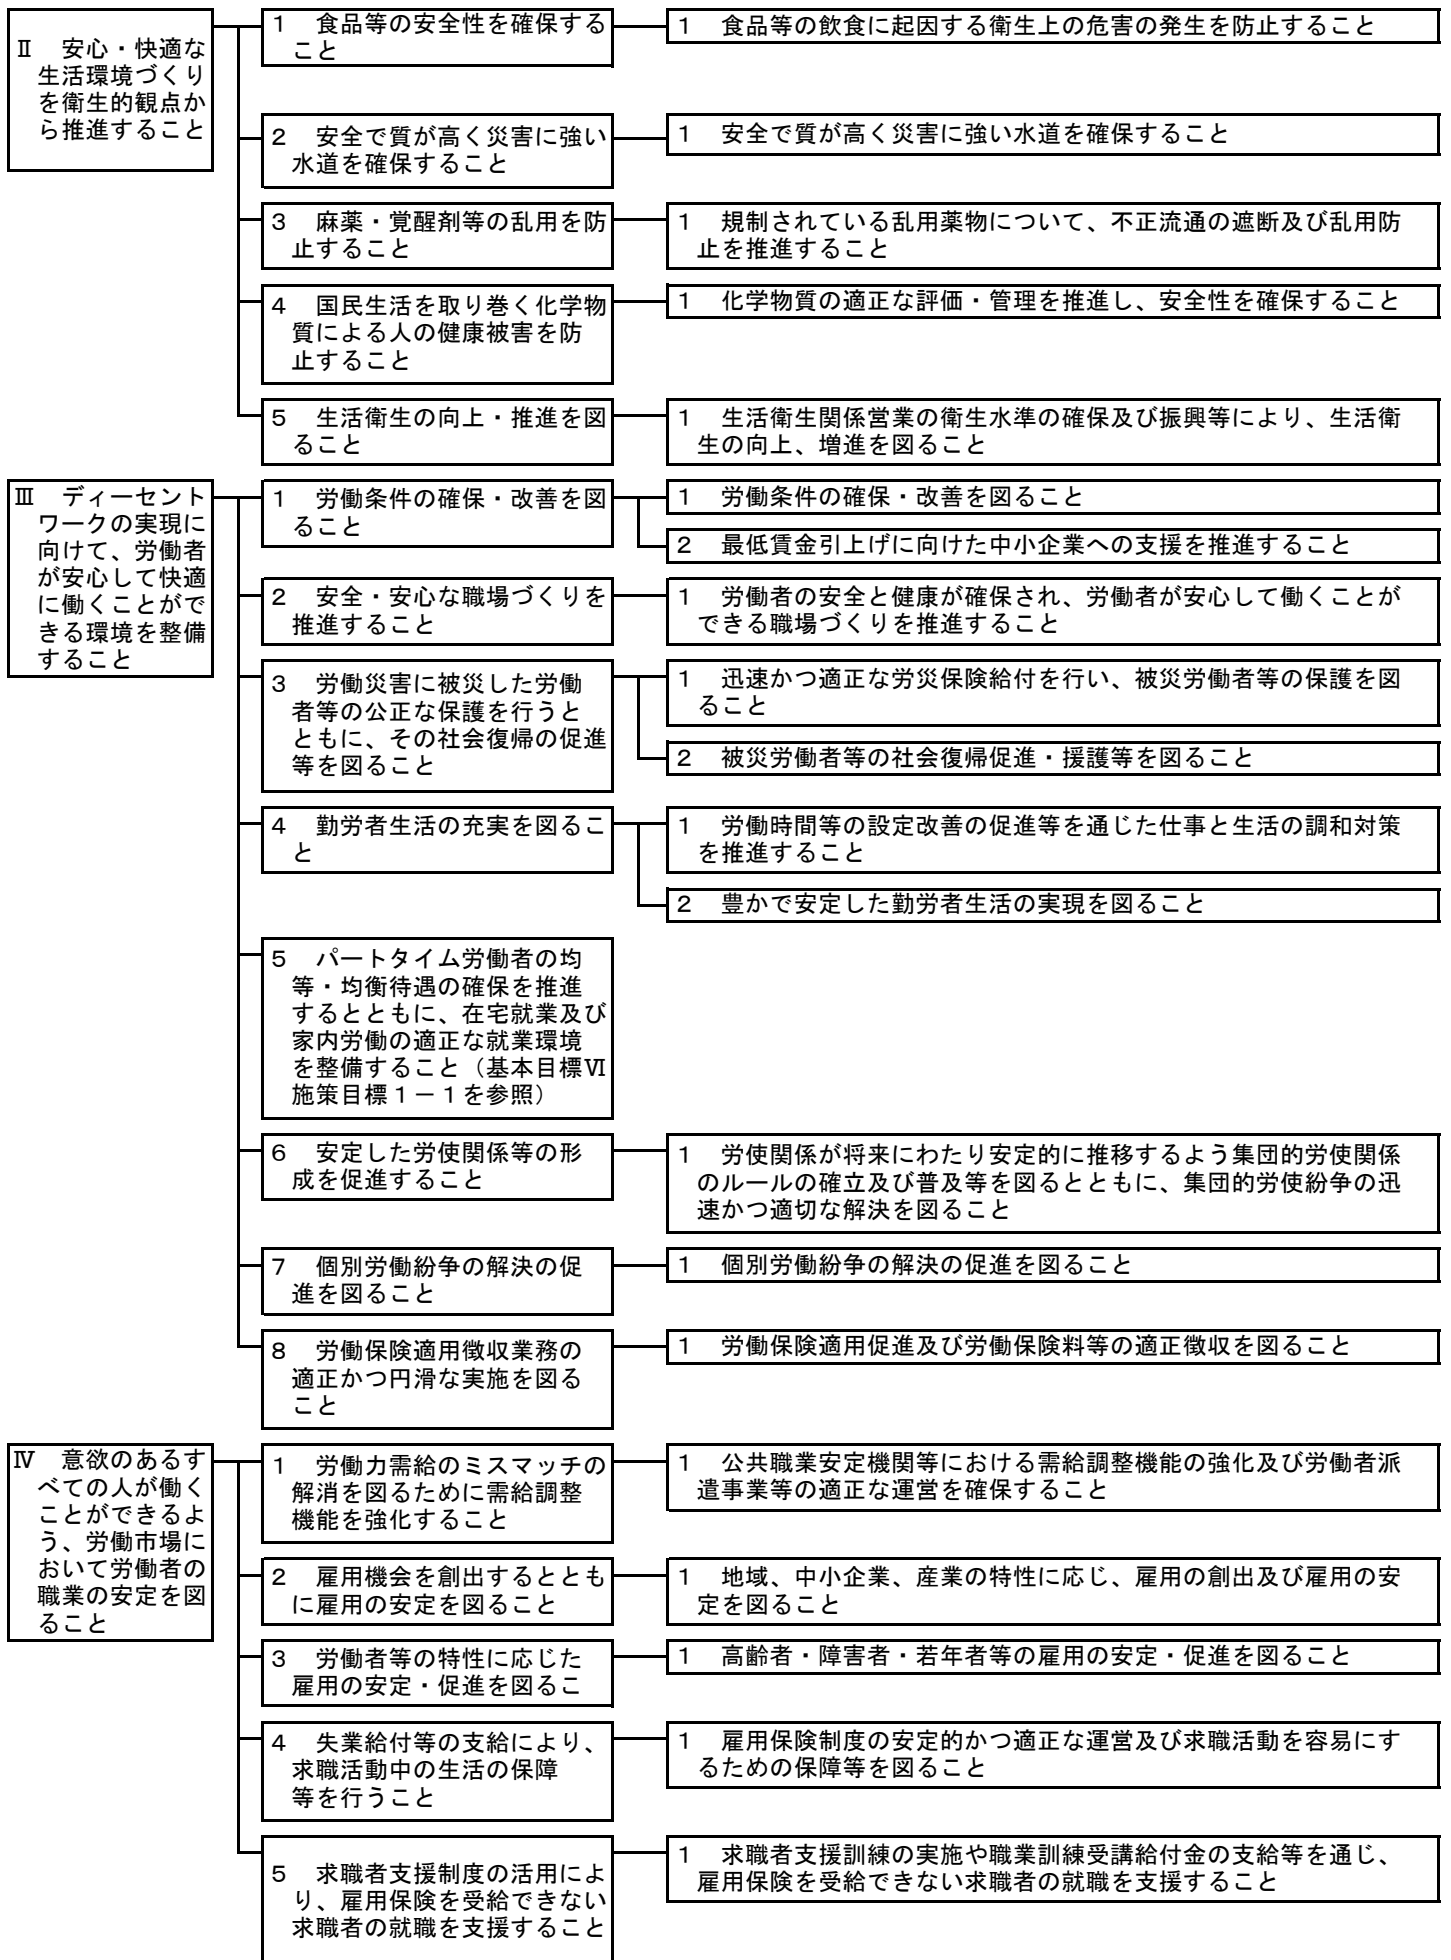 Ⅱ　安心・快適な
生活環境づくり
を衛生的観点か
ら推進すること
1　食品等の安全性を確保する
こと
1　食品等の飲食に起因する衛生上の危害の発生を防止すること
2　安全で質が高く災害に強い
水道を確保すること
1　安全で質が高く災害に強い水道を確保すること
3　麻薬・覚醒剤等の乱用を防
止すること
1　規制されている乱用薬物について、不正流通の遮断及び乱用防
止を推進すること
4　国民生活を取り巻く化学物
質による人の健康被害を防
止すること
1　化学物質の適正な評価・管理を推進し、安全性を確保すること
5　生活衛生の向上・推進を図
ること
1　生活衛生関係営業の衛生水準の確保及び振興等により、生活衛
生の向上、増進を図ること
Ⅲ　ディーセント
ワークの実現に
向けて、労働者
が安心して快適
に働くことがで
きる環境を整備
すること
1　労働条件の確保・改善を図
ること
1　労働条件の確保・改善を図ること
2　最低賃金引上げに向けた中小企業への支援を推進すること
2　安全・安心な職場づくりを
推進すること
1　労働者の安全と健康が確保され、労働者が安心して働くことが
できる職場づくりを推進すること
3　労働災害に被災した労働
者等の公正な保護を行うと
ともに、その社会復帰の促進
等を図ること
1　迅速かつ適正な労災保険給付を行い、被災労働者等の保護を図
ること
2　被災労働者等の社会復帰促進・援護等を図ること
4　勤労者生活の充実を図るこ
と
1　労働時間等の設定改善の促進等を通じた仕事と生活の調和対策
を推進すること
2　豊かで安定した勤労者生活の実現を図ること
5　パートタイム労働者の均
等・均衡待遇の確保を推進
するとともに、在宅就業及び
家内労働の適正な就業環境
を整備すること（基本目標Ⅵ
施策目標１－１を参照）
6　安定した労使関係等の形
成を促進すること
1　労使関係が将来にわたり安定的に推移するよう集団的労使関係
のルールの確立及び普及等を図るとともに、集団的労使紛争の迅
速かつ適切な解決を図ること
7　個別労働紛争の解決の促
進を図ること
1　個別労働紛争の解決の促進を図ること
8　労働保険適用徴収業務の
適正かつ円滑な実施を図る
こと
1　労働保険適用促進及び労働保険料等の適正徴収を図ること
Ⅳ　意欲のあるす
べての人が働く
ことができるよ
う、労働市場に
おいて労働者の
職業の安定を図
ること
1　労働力需給のミスマッチの
解消を図るために需給調整
機能を強化すること
1　公共職業安定機関等における需給調整機能の強化及び労働者派
遣事業等の適正な運営を確保すること
2　雇用機会を創出するととも
に雇用の安定を図ること
1　地域、中小企業、産業の特性に応じ、雇用の創出及び雇用の安
定を図ること
3　労働者等の特性に応じた
雇用の安定・促進を図るこ
1　高齢者・障害者・若年者等の雇用の安定・促進を図ること
4　失業給付等の支給により、
求職活動中の生活の保障
等を行うこと
1　雇用保険制度の安定的かつ適正な運営及び求職活動を容易にす
るための保障等を図ること
5　求職者支援制度の活用によ
り、雇用保険を受給できない
求職者の就職を支援すること
1　求職者支援訓練の実施や職業訓練受講給付金の支給等を通じ、
雇用保険を受給できない求職者の就職を支援すること